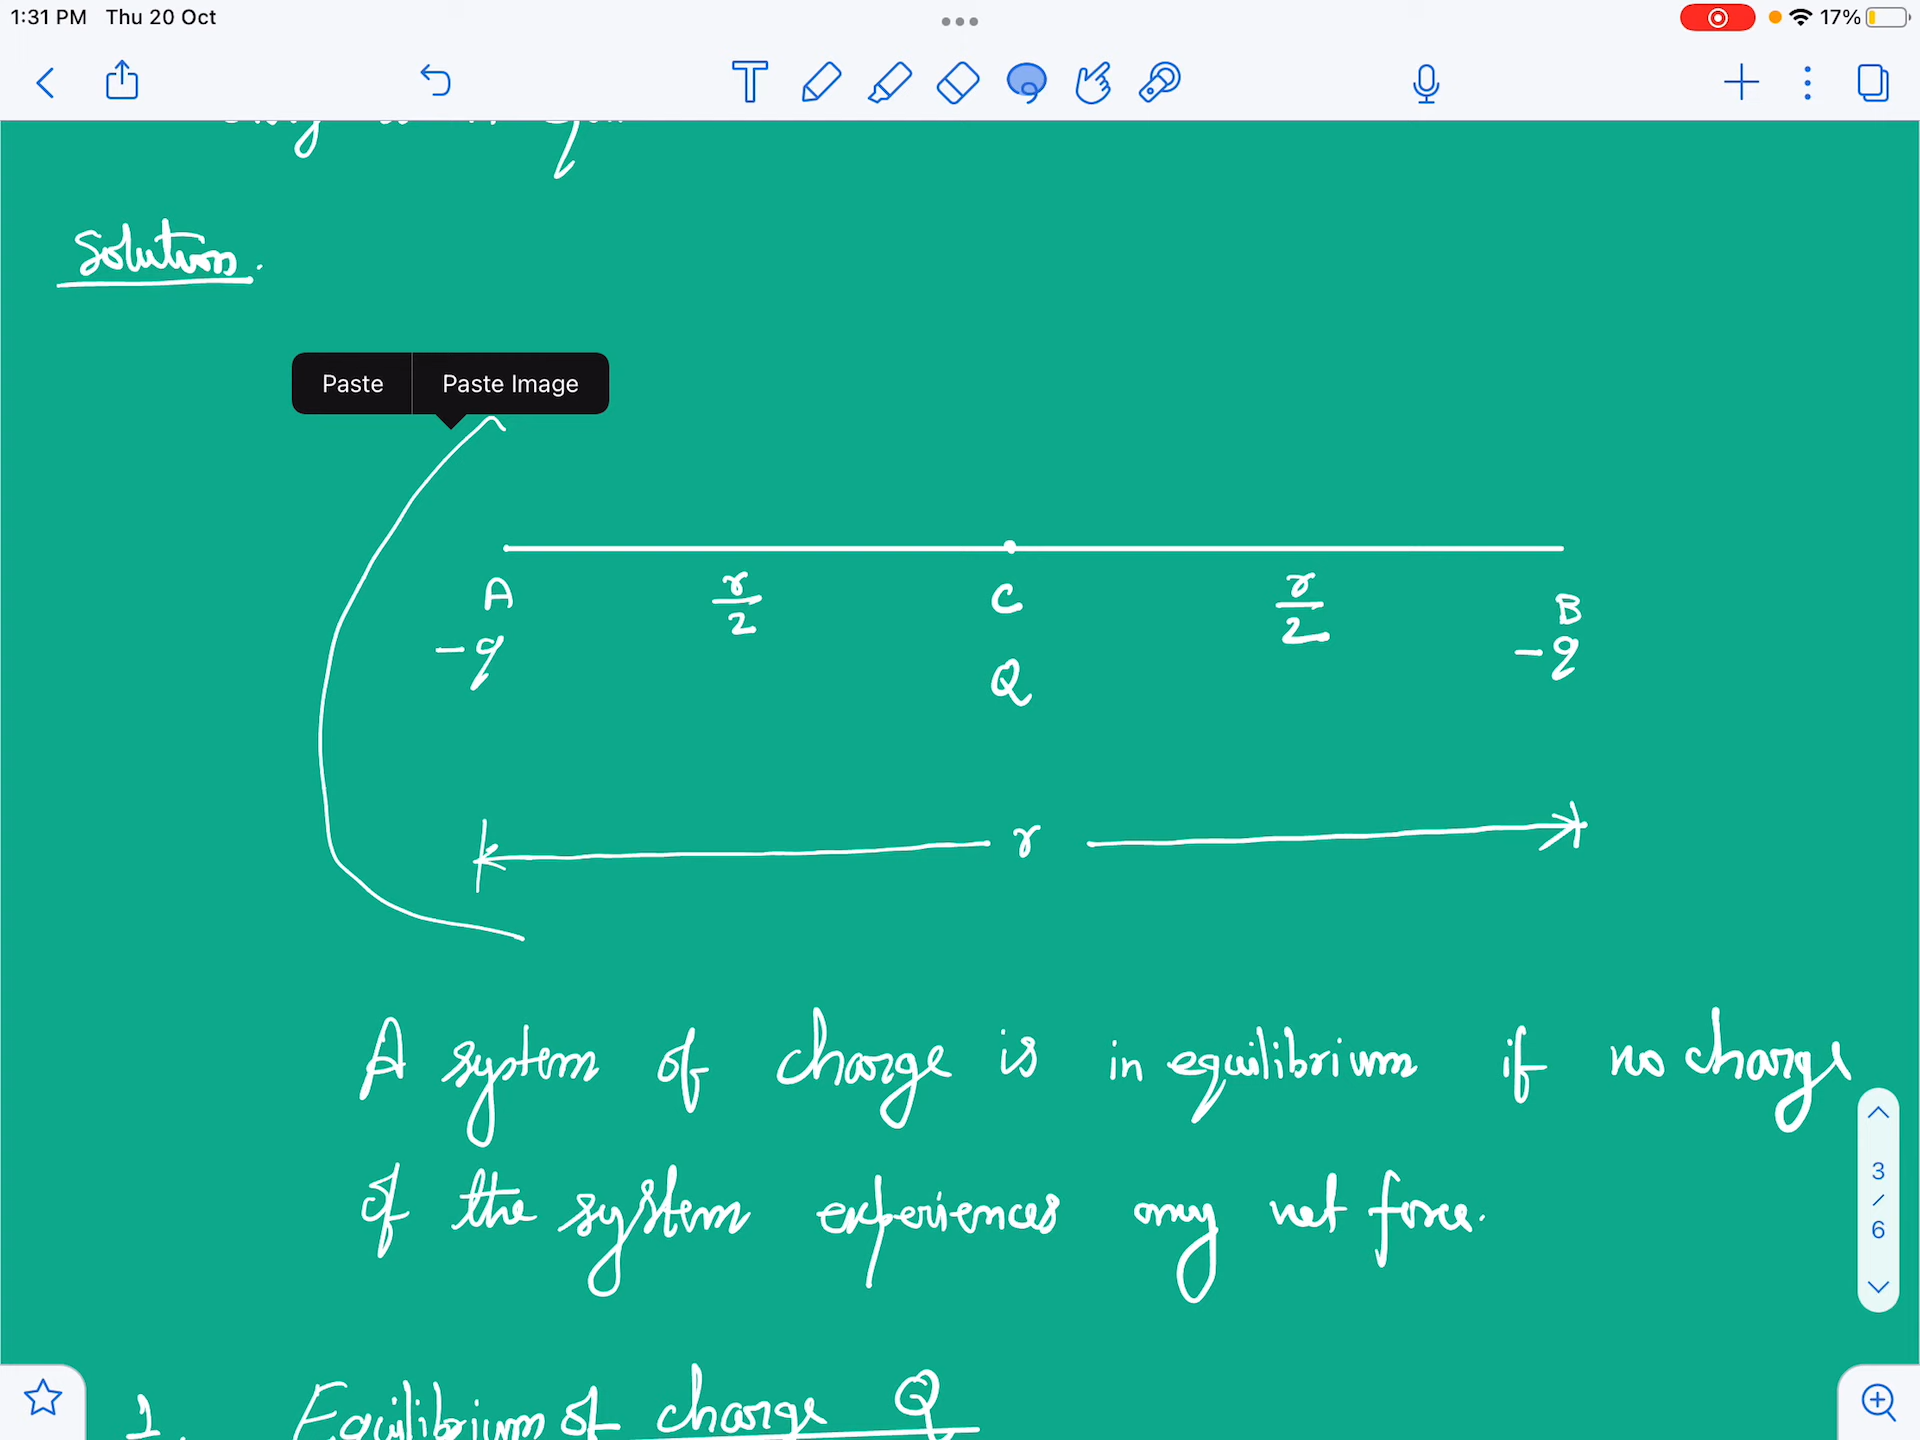 1:31 PM Thu 20 Oct
17%
Solution.
Paste Paste Image
A r/2 C r/2 B
-q Q -q
r
A system of charge is in equilibrium if no charge
of the system experiences any net force.
3
/
6
1. Equilibrium of charge Q